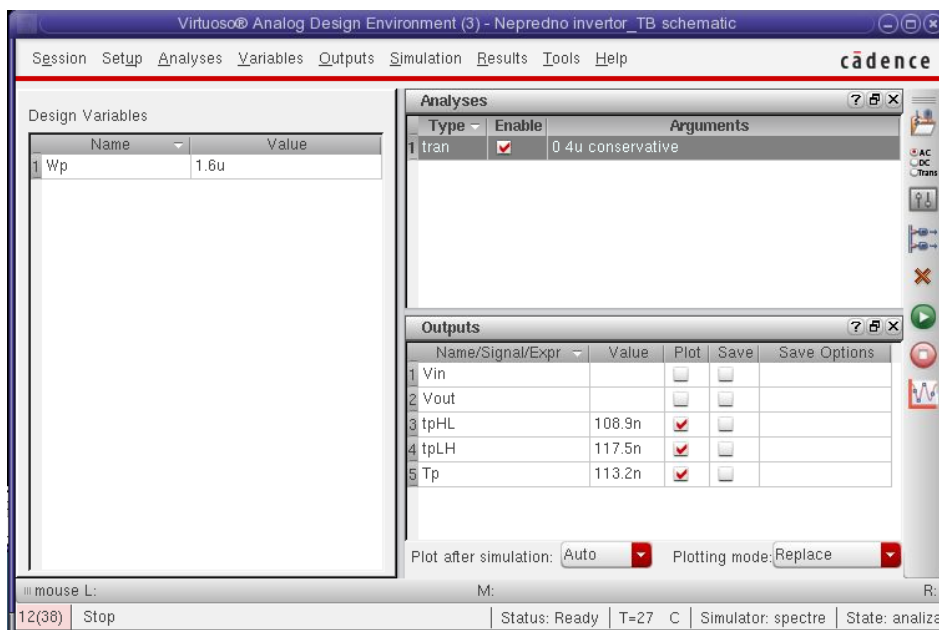 Virtuoso® Analog Design Environment (3) - Nepredno invertor_TB schematic
Session Setup Analyses Variables Outputs Simulation Results Tools Help
cādence
Design Variables
Name Value
1 Wp 1.6u
Analyses
Type Enable Arguments
1 tran 0 4u conservative
AC
DC
Trans
Outputs
Name/Signal/Expr Value Plot Save Save Options
1 Vin
2 Vout
3 tpHL 108.9n
4 tpLH 117.5n
5 Tp 113.2n
Plot after simulation: Auto Plotting mode: Replace
mouse L: M: R:
12(38) Stop Status: Ready T=27 C Simulator: spectre State: analiza